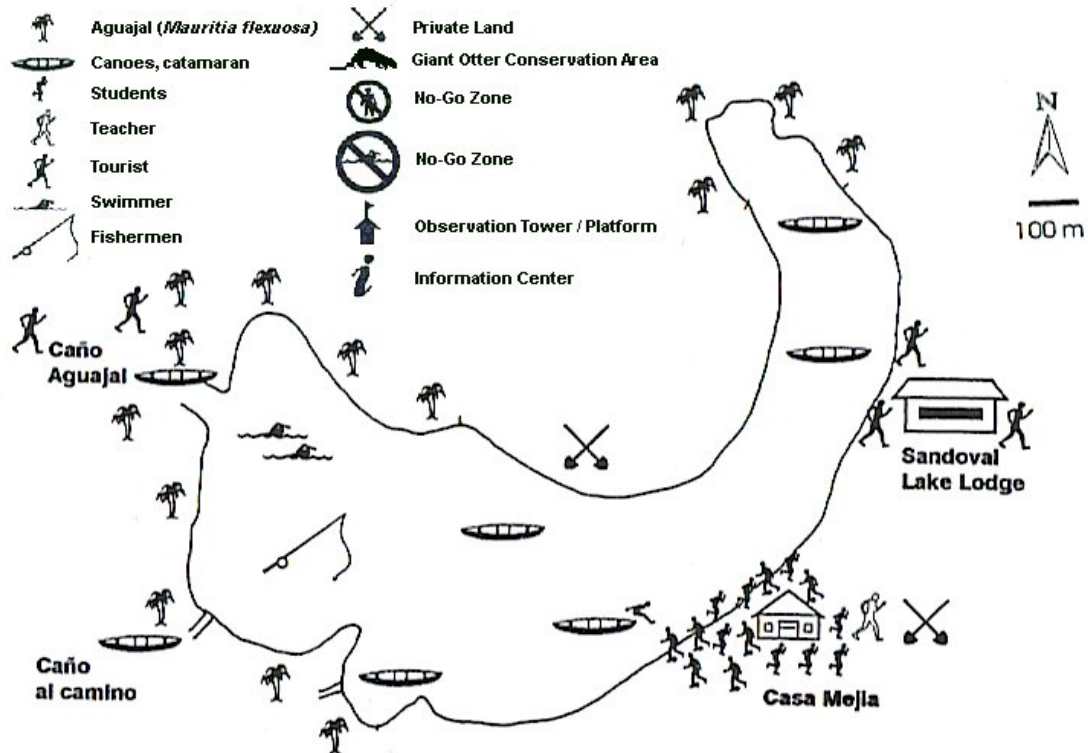 Aguajal (Mauritia flexuosa)
Canoes, catamaran
Students
Teacher
Tourist
Swimmer
Fishermen
Private Land
Giant Otter Conservation Area
No-Go Zone
No-Go Zone
Observation Tower / Platform
Information Center
N
100 m
Caño
Aguajal
Sandoval
Lake Lodge
Caño
al camino
Casa Mejia